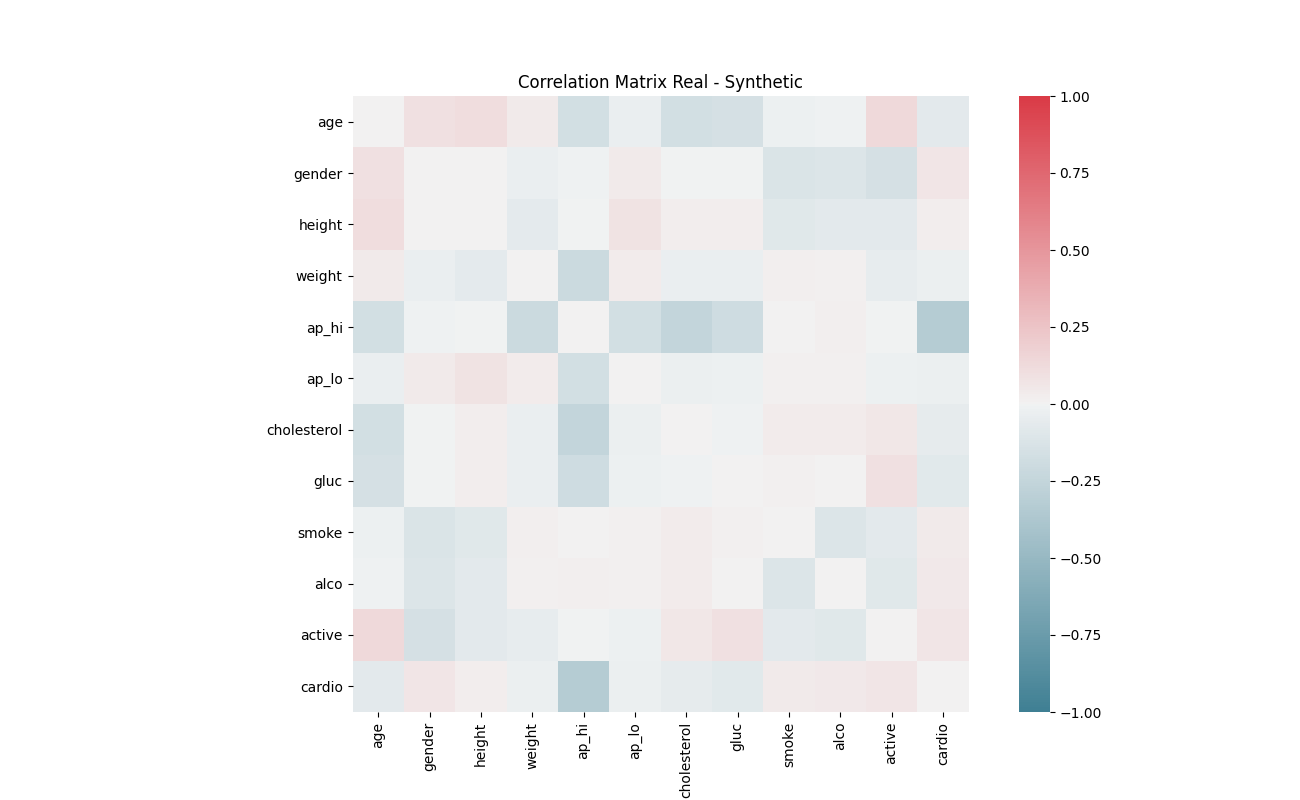 Correlation Matrix Real - Synthetic
age
gender
height
weight
ap_hi
ap_lo
cholesterol
gluc
smoke
alco
active
cardio
age
gender
height
weight
ap_hi
ap_lo
cholesterol
gluc
smoke
alco
active
cardio
1.00
0.75
0.50
0.25
0.00
−0.25
−0.50
−0.75
−1.00